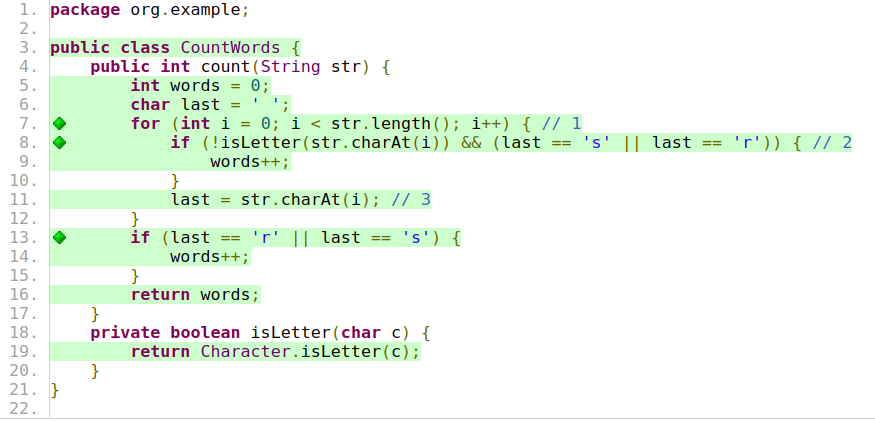 1. package org.example;
2.
3. public class CountWords {
4.     public int count(String str) {
5.         int words = 0;
6.         char last = ' ';
7.         for (int i = 0; i < str.length(); i++) { // 1
8.             if (!isLetter(str.charAt(i)) && (last == 's' || last == 'r')) { // 2
9.                 words++;
10.             }
11.             last = str.charAt(i); // 3
12.         }
13.         if (last == 'r' || last == 's') {
14.             words++;
15.         }
16.         return words;
17.     }
18.     private boolean isLetter(char c) {
19.         return Character.isLetter(c);
20.     }
21. }
22.